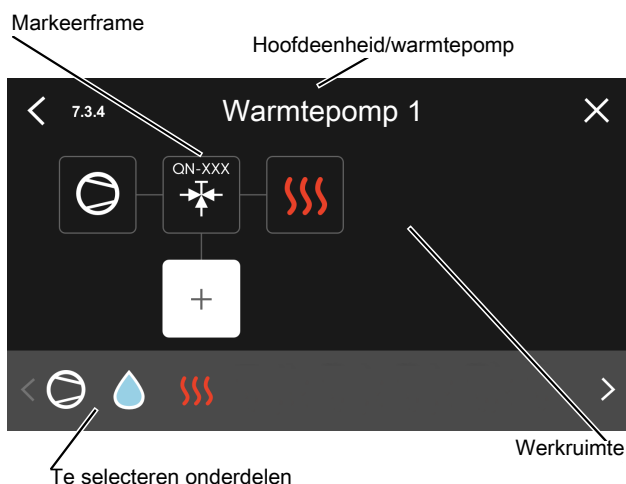 Markeerframe
Hoofdeenheid/warmtepomp
7.3.4 Warmtepomp 1
QN-XXX
Werkruimte
Te selecteren onderdelen